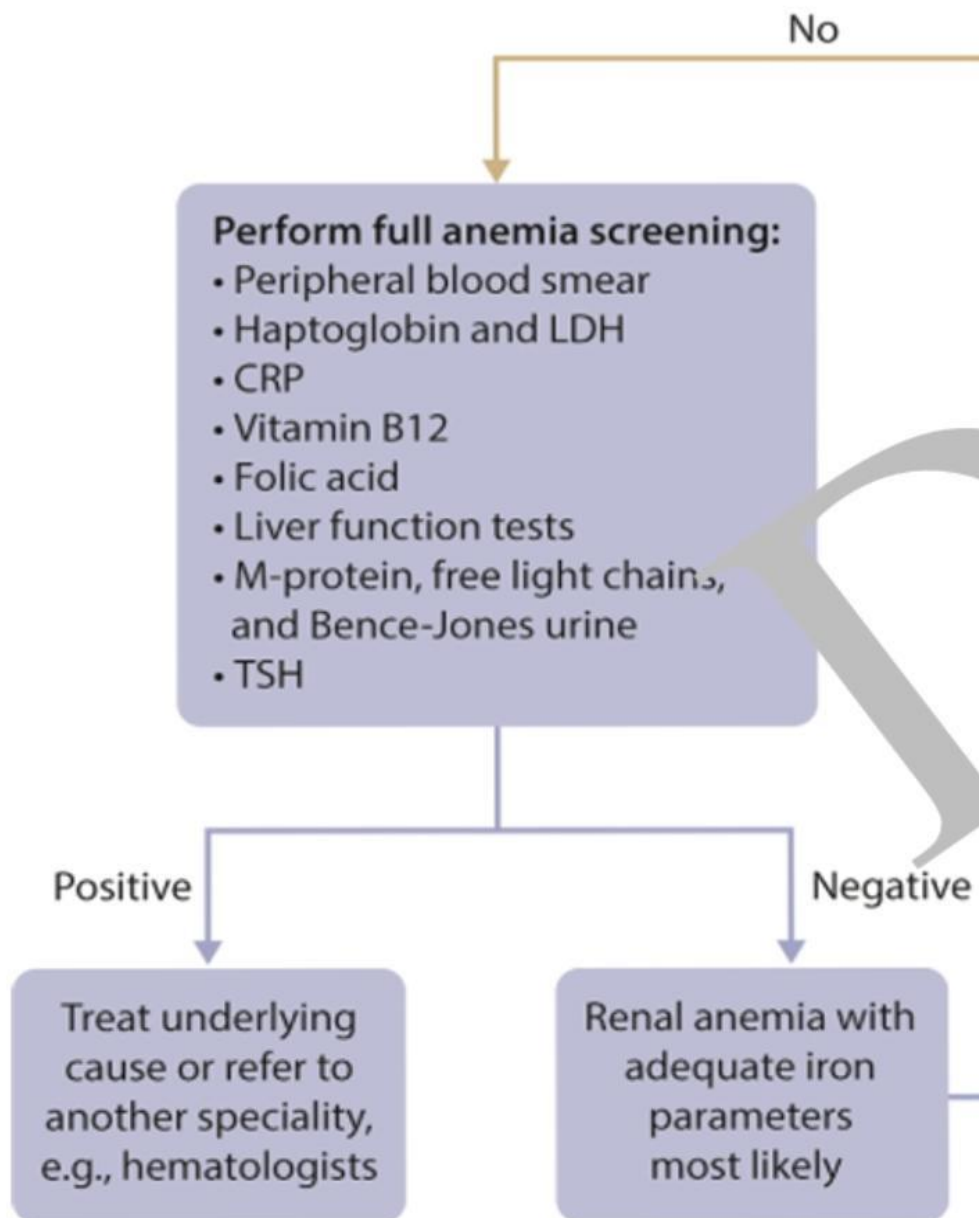 No
Perform full anemia screening:
• Peripheral blood smear
• Haptoglobin and LDH
• CRP
• Vitamin B12
• Folic acid
• Liver function tests
• M-protein, free light chains,
and Bence-Jones urine
• TSH
Positive
Negative
Treat underlying
cause or refer to
another speciality,
e.g., hematologists
Renal anemia with
adequate iron
parameters
most likely